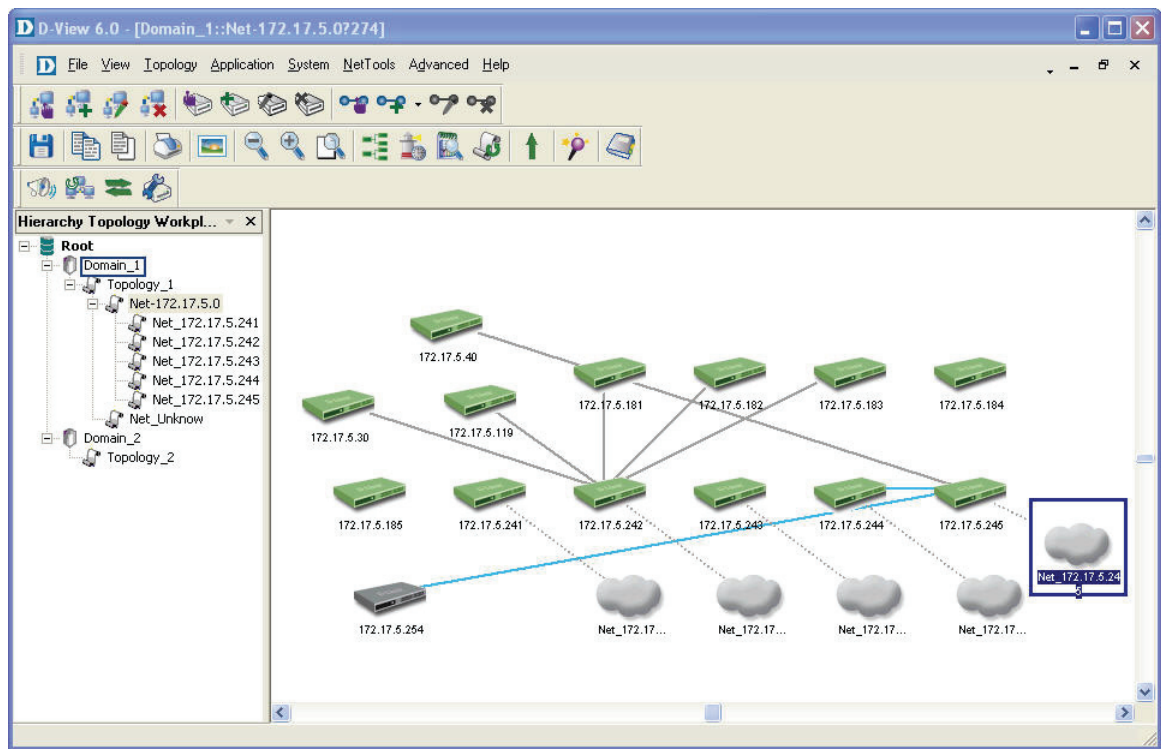 D-View 6.0 - [Domain_1::Net-172.17.5.0?274]
File View Topology Application System NetTools Advanced Help
Hierarchy Topology Workpl...
Root
Domain_1
Topology_1
Net-172.17.5.0
Net_172.17.5.241
Net_172.17.5.242
Net_172.17.5.243
Net_172.17.5.244
Net_172.17.5.245
Net_Unknow
Domain_2
Topology_2
172.17.5.40
172.17.5.181
172.17.5.182
172.17.5.183
172.17.5.184
172.17.5.30
172.17.5.119
172.17.5.185
172.17.5.241
172.17.5.242
172.17.5.243
172.17.5.244
172.17.5.245
Net_172.17.5.24
5
172.17.5.254
Net_172.17...
Net_172.17...
Net_172.17...
Net_172.17...